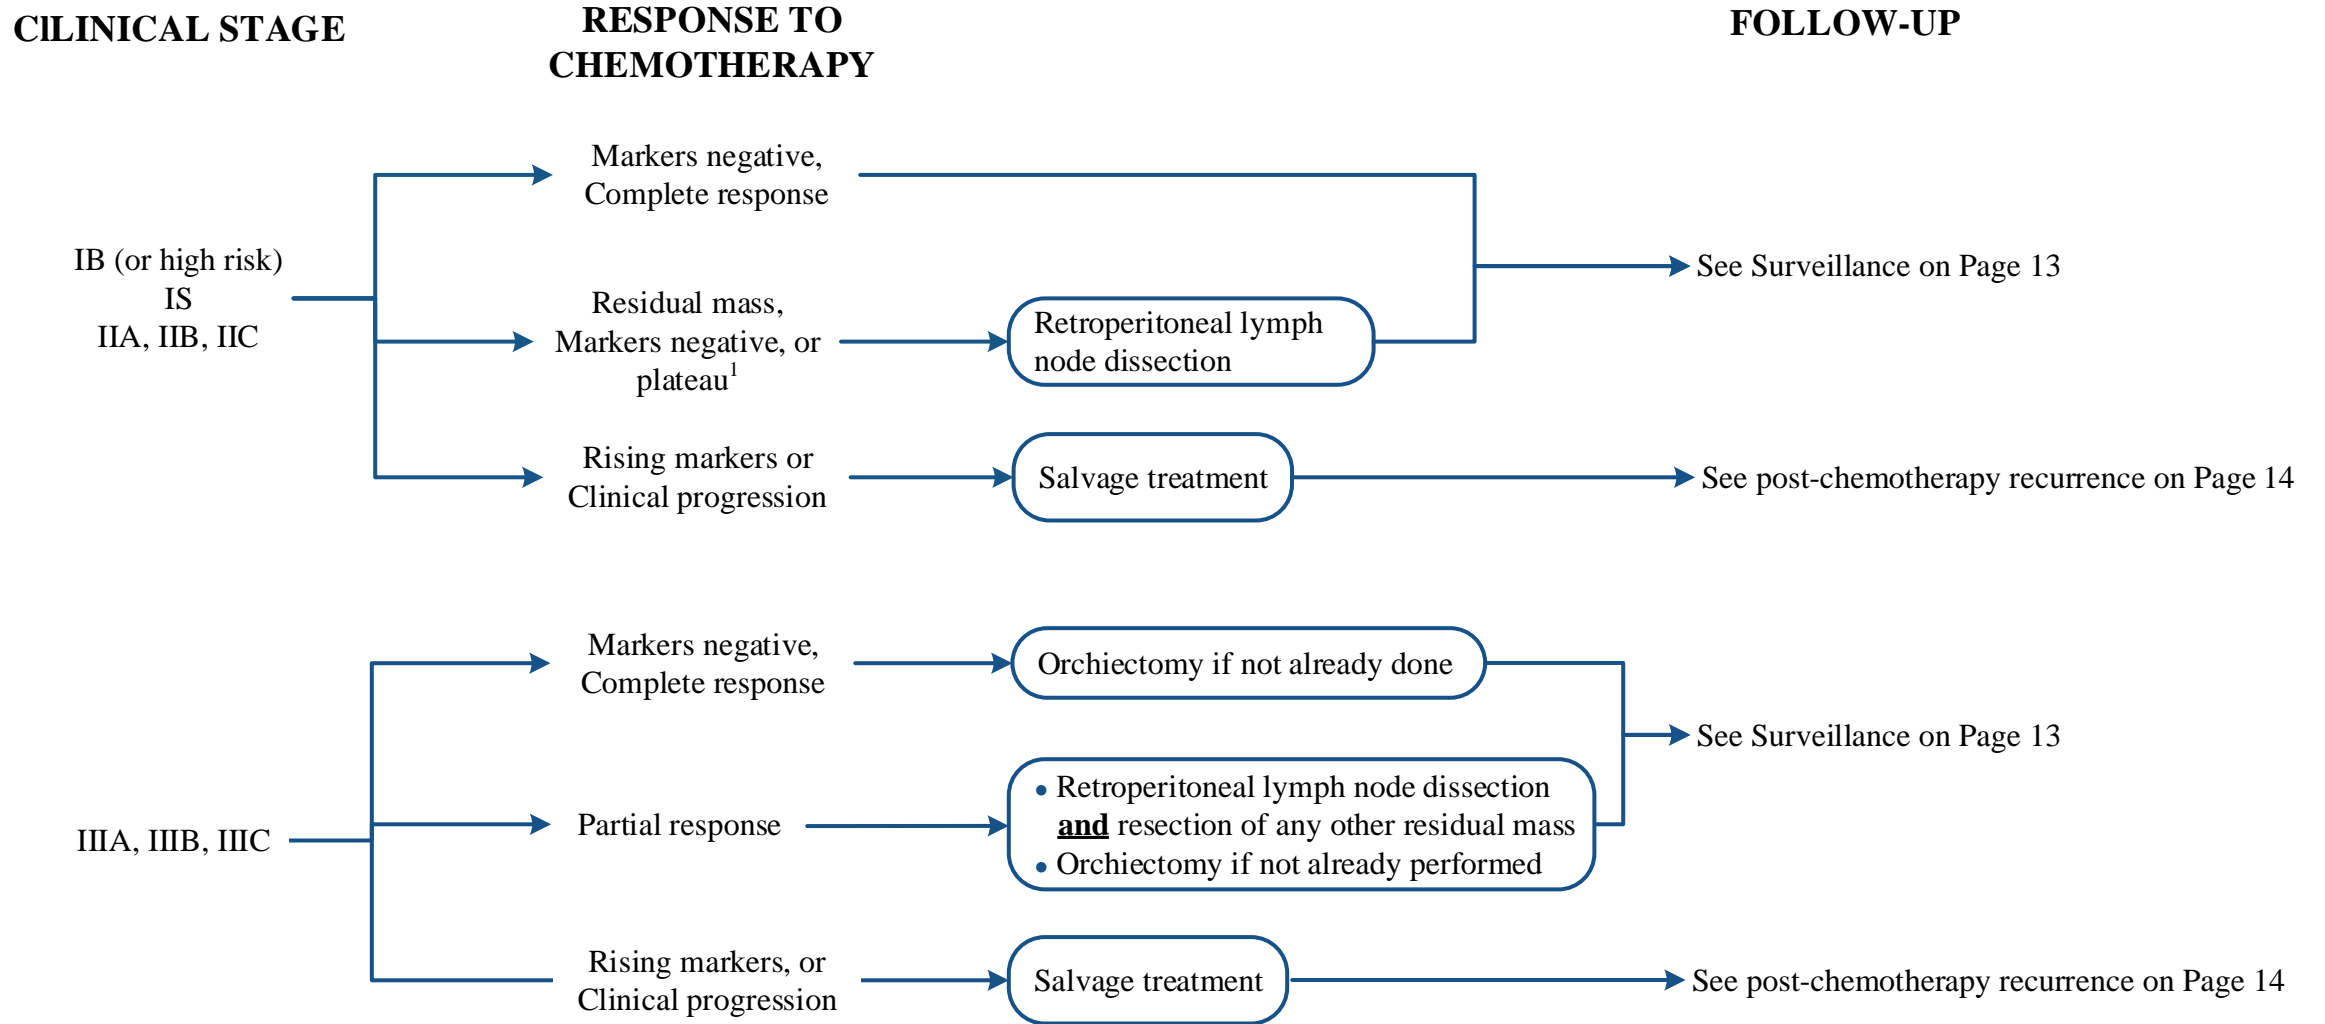 ClLINICAL STAGE
RESPONSE TO
CHEMOTHERAPY
FOLLOW-UP
IB (or high risk)
IS
IIA, IIB, IIC
Markers negative,
Complete response
Residual mass,
Markers negative, or
plateau1
Retroperitoneal lymph
node dissection
See Surveillance on Page 13
Rising markers or
Clinical progression
Salvage treatment
See post-chemotherapy recurrence on Page 14
IIIA, IIIB, IIIC
Markers negative,
Complete response
Orchiectomy if not already done
Partial response
• Retroperitoneal lymph node dissection
and resection of any other residual mass
• Orchiectomy if not already performed
See Surveillance on Page 13
Rising markers, or
Clinical progression
Salvage treatment
See post-chemotherapy recurrence on Page 14